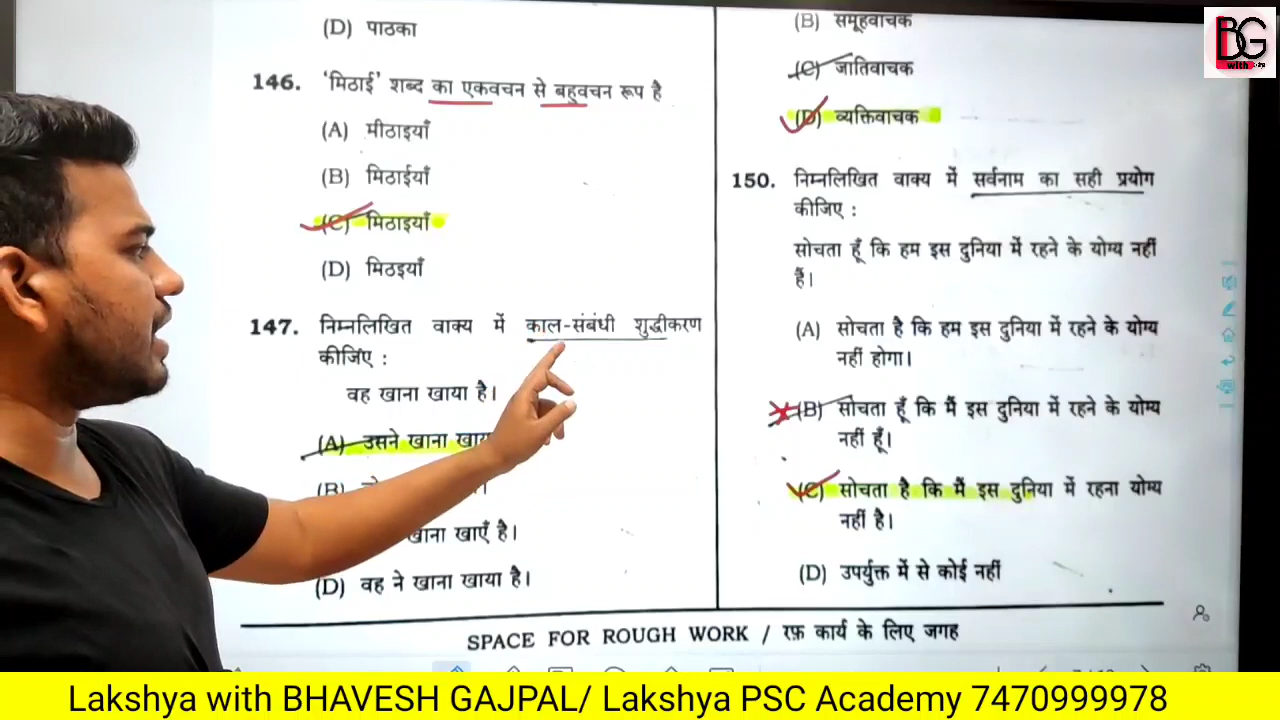 (D) पाठका
146. 'मिठाई' शब्द का एकवचन से बहुवचन रूप है
(A) मीठाइयाँ
(B) मिठाईयाँ
(C) मिठाइयाँ
(D) मिठइयाँ
147. निम्नलिखित वाक्य में काल-संबंधी शुद्धीकरण
कीजिए :
वह खाना खाया है।
(A) उसने खाना खाय
(B)
खाना खाएँ है।
(D) वह ने खाना खाया है।
(B) समूहवाचक
(C) जातिवाचक
(D) व्यक्तिवाचक
150. निम्नलिखित वाक्य में सर्वनाम का सही प्रयोग
कीजिए :
सोचता हूँ कि हम इस दुनिया में रहने के योग्य नहीं
हैं।
(A) सोचता है कि हम इस दुनिया में रहने के योग्य
नहीं होगा।
(B) सोचता हूँ कि मैं इस दुनिया में रहने के योग्य
नहीं हूँ।
(C) सोचता है कि मैं इस दुनिया में रहना योग्य
नहीं है।
(D) उपर्युक्त में से कोई नहीं
SPACE FOR ROUGH WORK / रफ़ कार्य के लिए जगह
BG
with
Lakshya with BHAVESH GAJPAL/ Lakshya PSC Academy 7470999978